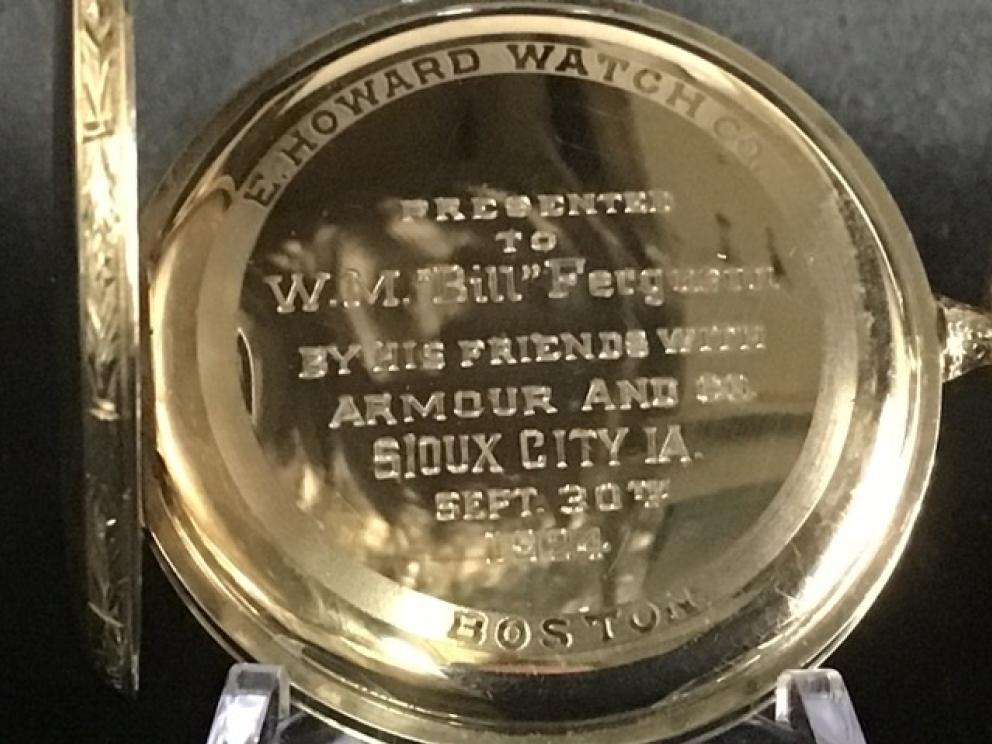 E. HOWARD WATCH CO.
PRESENTED
TO
W.M. "Bill" Ferguson.
BY HIS FRIENDS WITH
ARMOUR AND CO.
SIOUX CITY IA.
SEPT. 30TH
1924.
BOSTON